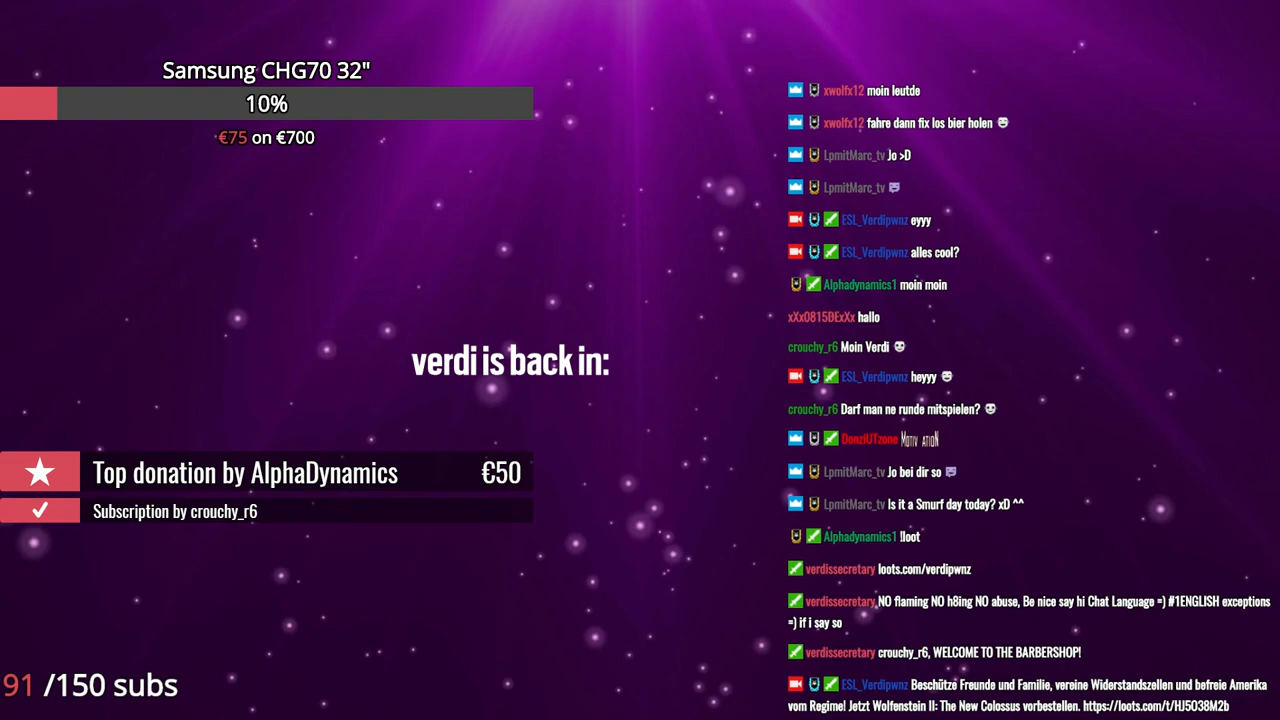 Samsung CHG70 32"
10%
€75 on €700
verdi is back in:
Top donation by AlphaDynamics €50
Subscription by crouchy_r6
91 /150 subs
xwolfx12 moin leutde
xwolfx12 fahre dann fix los bier holen
LpmitMarc_tv Jo >D
LpmitMarc_tv
ESL_Verdipwnz eyyy
ESL_Verdipwnz alles cool?
Alphadynamics1 moin moin
xXx0815DExXx hallo
crouchy_r6 Moin Verdi
ESL_Verdipwnz heyyy
crouchy_r6 Darf man ne runde mitspielen?
DonzIUTzone MOTIVATION
LpmitMarc_tv Jo bei dir so
LpmitMarc_tv Is it a Smurf day today? xD ^^
Alphadynamics1 !loot
verdissecretary loots.com/verdipwnz
verdissecretary NO flaming NO h8ing NO abuse, Be nice say hi Chat Language =) #1ENGLISH exceptions
=) if i say so
verdissecretary crouchy_r6, WELCOME TO THE BARBERSHOP!
ESL_Verdipwnz Beschütze Freunde und Familie, vereine Widerstandszellen und befreie Amerika
vom Regime! Jetzt Wolfenstein II: The New Colossus vorbestellen. https://loots.com/t/HJ5O38M2b